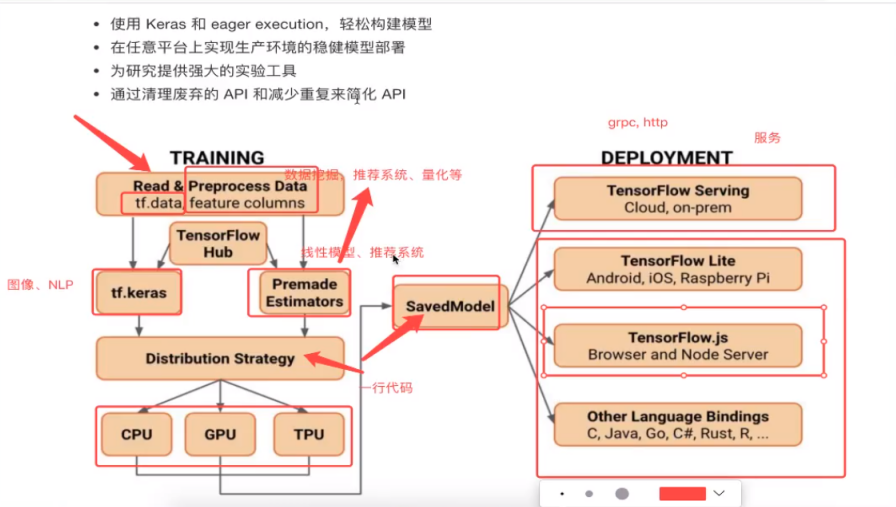 • 使用 Keras 和 eager execution，轻松构建模型
• 在任意平台上实现生产环境的稳健模型部署
• 为研究提供强大的实验工具
• 通过清理废弃的 API 和减少重复来简化 API
grpc, http
服务
TRAINING
DEPLOYMENT
数据挖掘、推荐系统、量化等
Read & Preprocess Data
tf.data, feature columns
TensorFlow Serving
Cloud, on-prem
TensorFlow
Hub
线性模型、推荐系统
TensorFlow Lite
Android, iOS, Raspberry Pi
图像、NLP
tf.keras
Premade
Estimators
SavedModel
TensorFlow.js
Browser and Node Server
Distribution Strategy
一行代码
CPU
GPU
TPU
Other Language Bindings
C, Java, Go, C#, Rust, R, ...